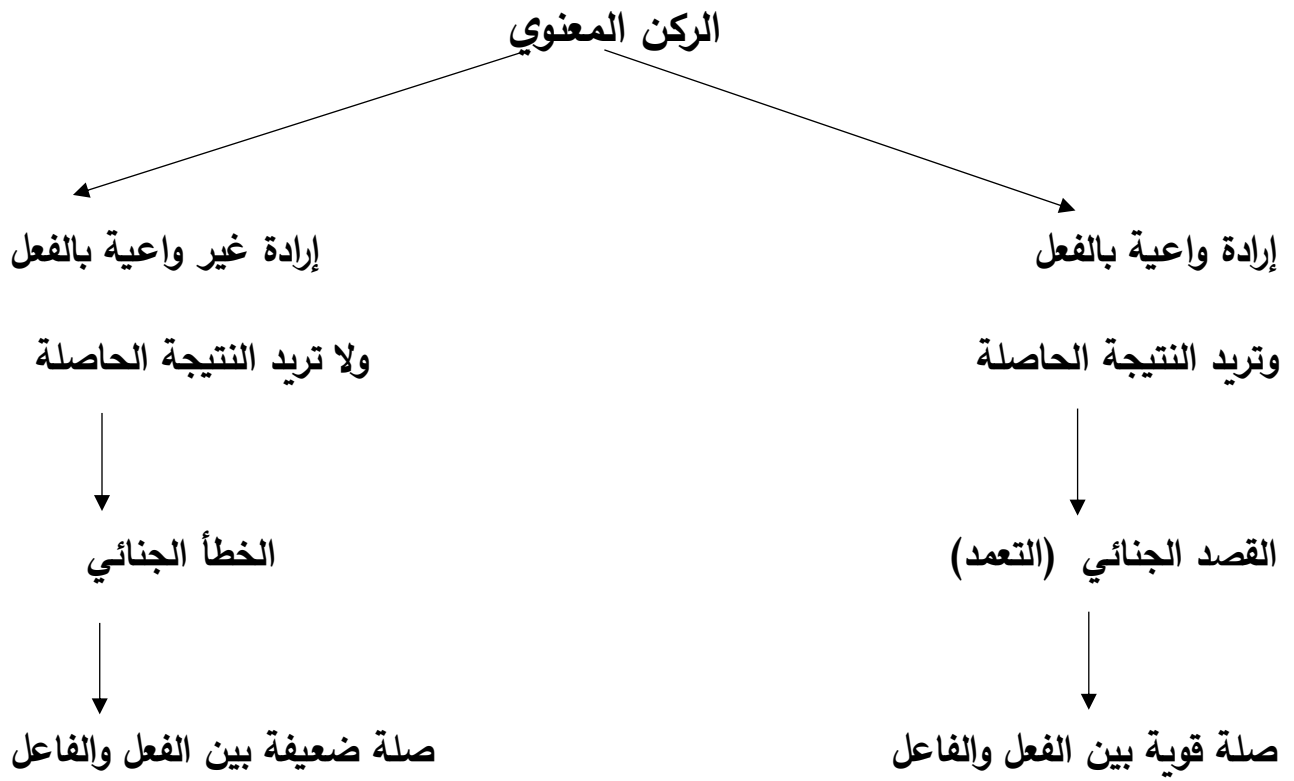 الركن المعنوي
إرادة واعية بالفعل
وتريد النتيجة الحاصلة
القصد الجنائي (التعمد)
صلة قوية بين الفعل والفاعل
إرادة غير واعية بالفعل
ولا تريد النتيجة الحاصلة
الخطأ الجنائي
صلة ضعيفة بين الفعل والفاعل